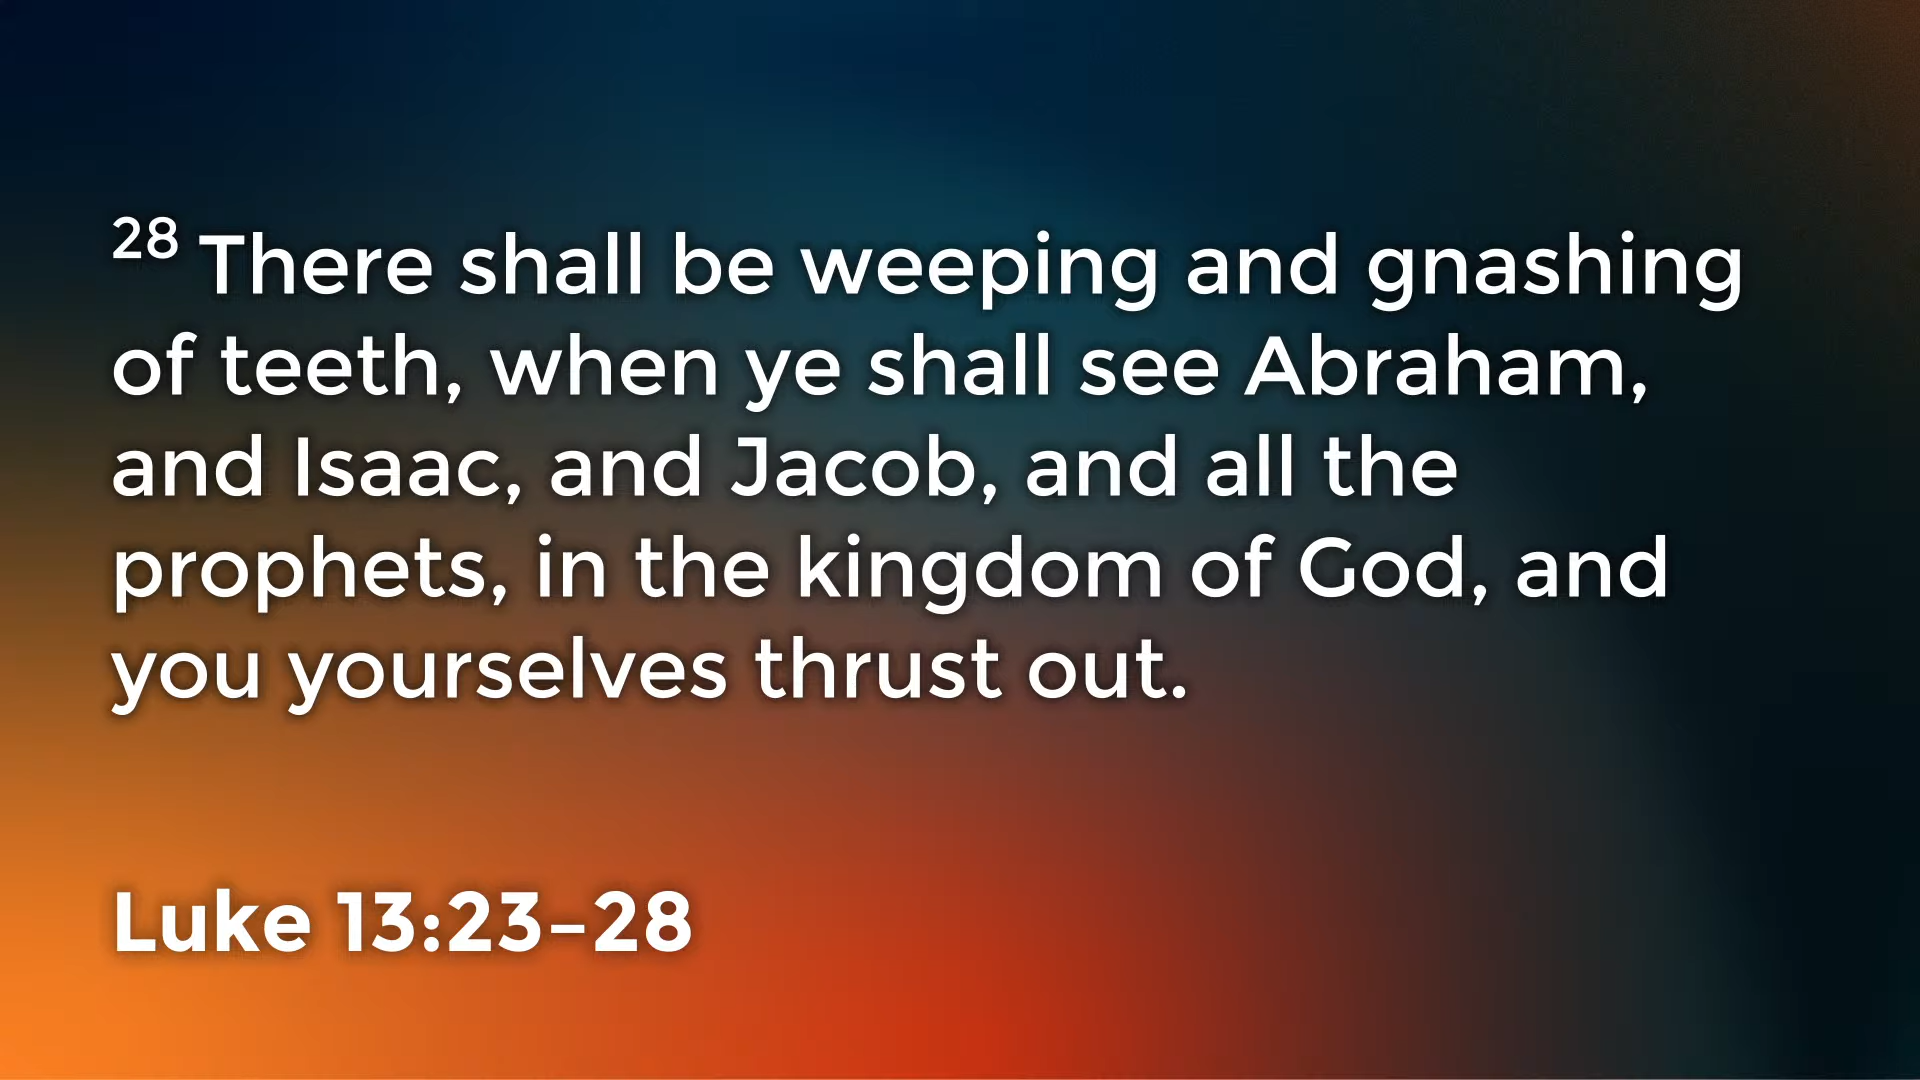 28 There shall be weeping and gnashing
of teeth, when ye shall see Abraham,
and Isaac, and Jacob, and all the
prophets, in the kingdom of God, and
you yourselves thrust out.
Luke 13:23–28